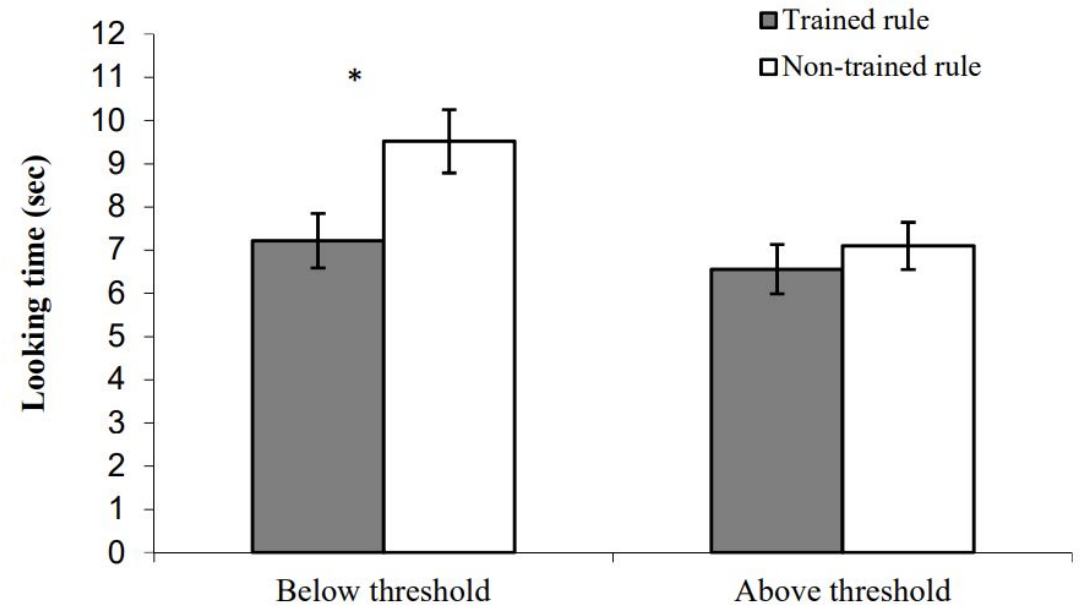 Trained rule
Non-trained rule
*
Looking time (sec)
12
11
10
9
8
7
6
5
4
3
2
1
0
Below threshold
Above threshold